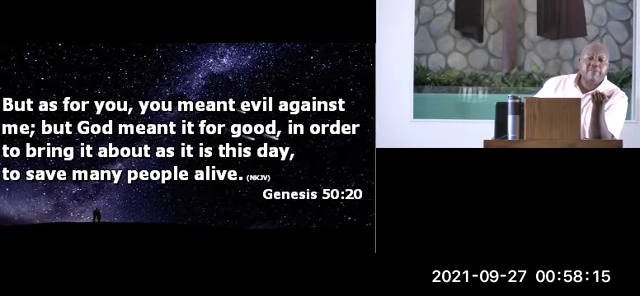 But as for you, you meant evil against
me; but God meant it for good, in order
to bring it about as it is this day,
to save many people alive. (NKJV)
Genesis 50:20
2021-09-27 00:58:15